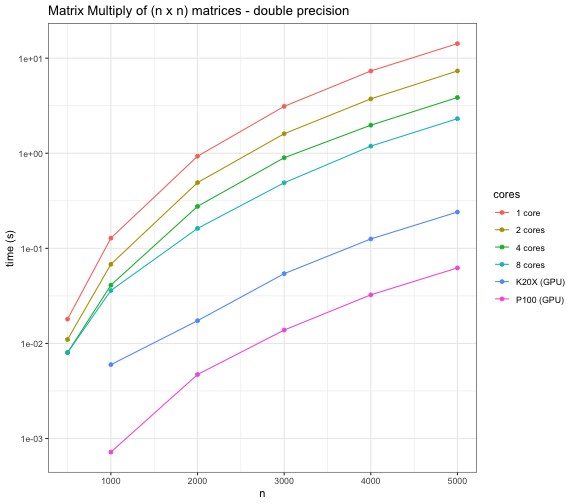 Matrix Multiply of (n x n) matrices - double precision
1e+01
1e+00
1e-01
1e-02
1e-03
time (s)
1000 2000 3000 4000 5000
n
cores
1 core
2 cores
4 cores
8 cores
K20X (GPU)
P100 (GPU)